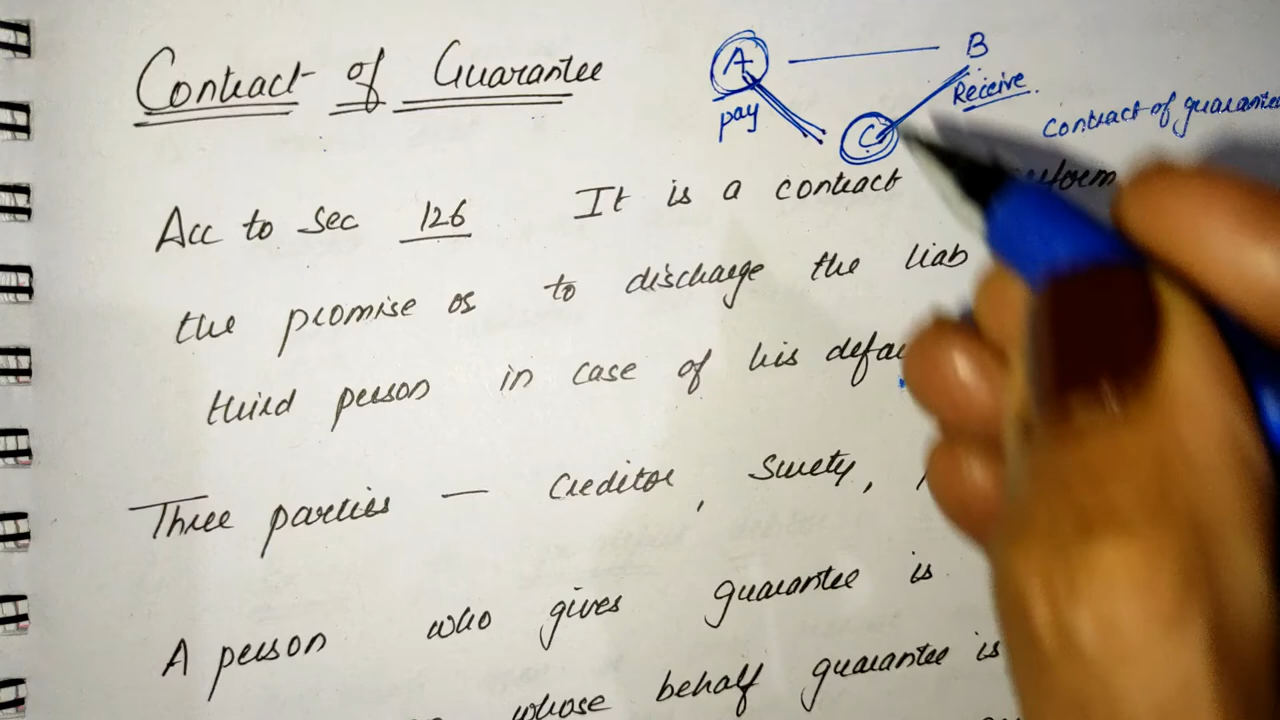 Contract of Guarantee
A B
pay C Receive.
Contract of guarantee
Acc to Sec 126 It is a contract
the promise or to discharge the liab
third person in case of his defau
Three parties — Creditor, Surety,
A person who gives guarantee is
whose behalf guarantee is